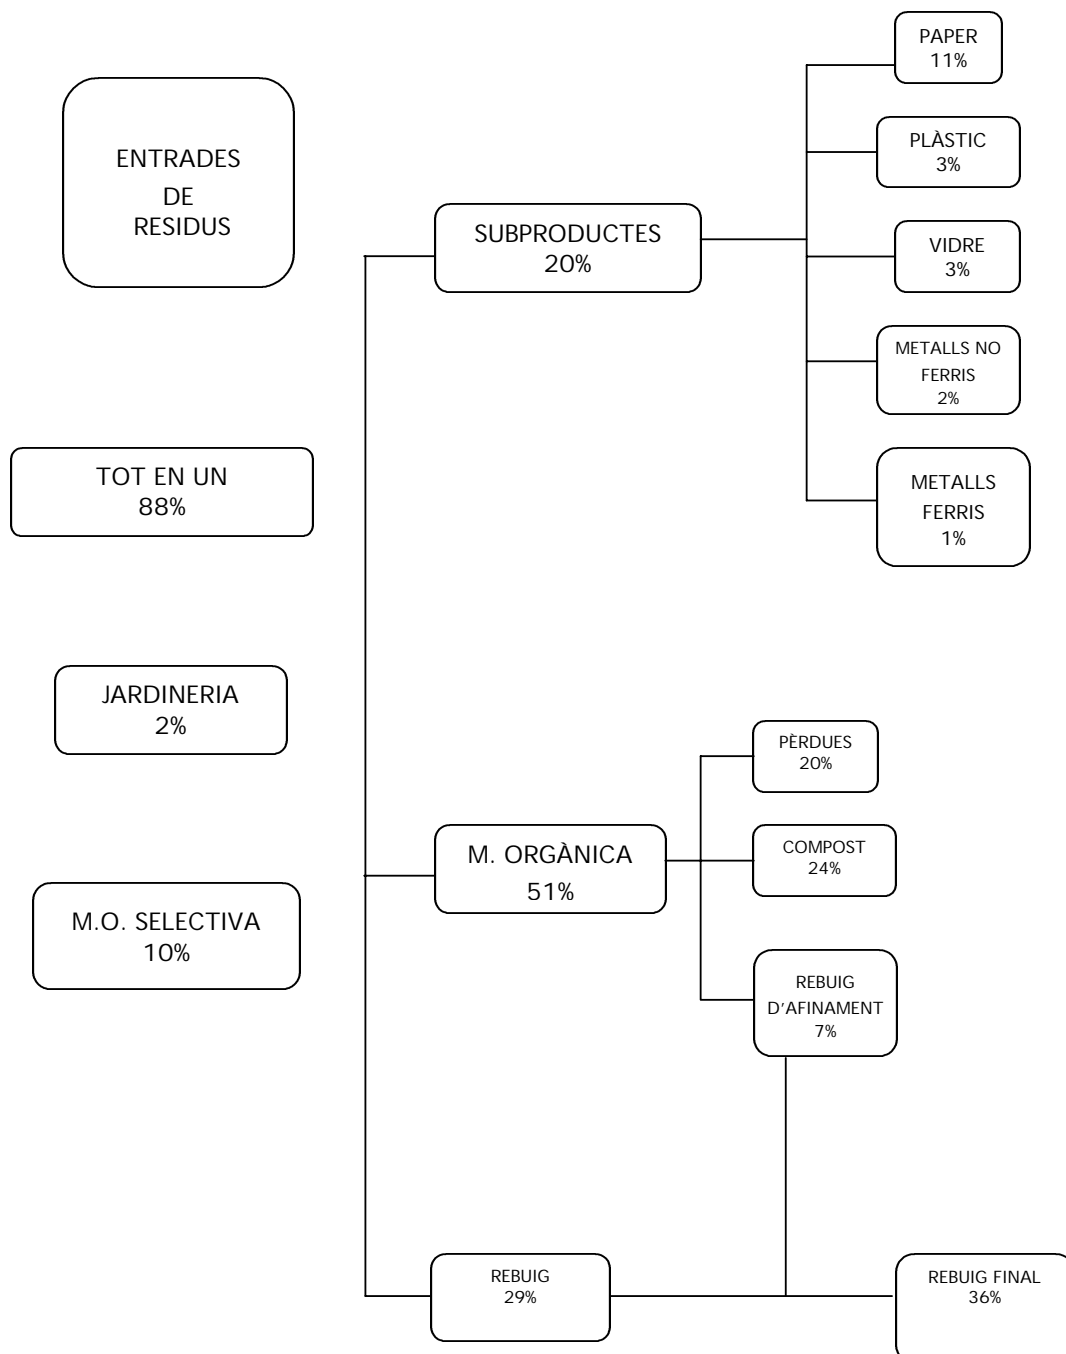 ENTRADES
DE
RESIDUS
TOT EN UN
88%
JARDINERIA
2%
M.O. SELECTIVA
10%
SUBPRODUCTES
20%
PAPER
11%
PLÀSTIC
3%
VIDRE
3%
METALLS NO
FERRIS
2%
METALLS
FERRIS
1%
M. ORGÀNICA
51%
PÈRDUES
20%
COMPOST
24%
REBUIG
D'AFINAMENT
7%
REBUIG
29%
REBUIG FINAL
36%